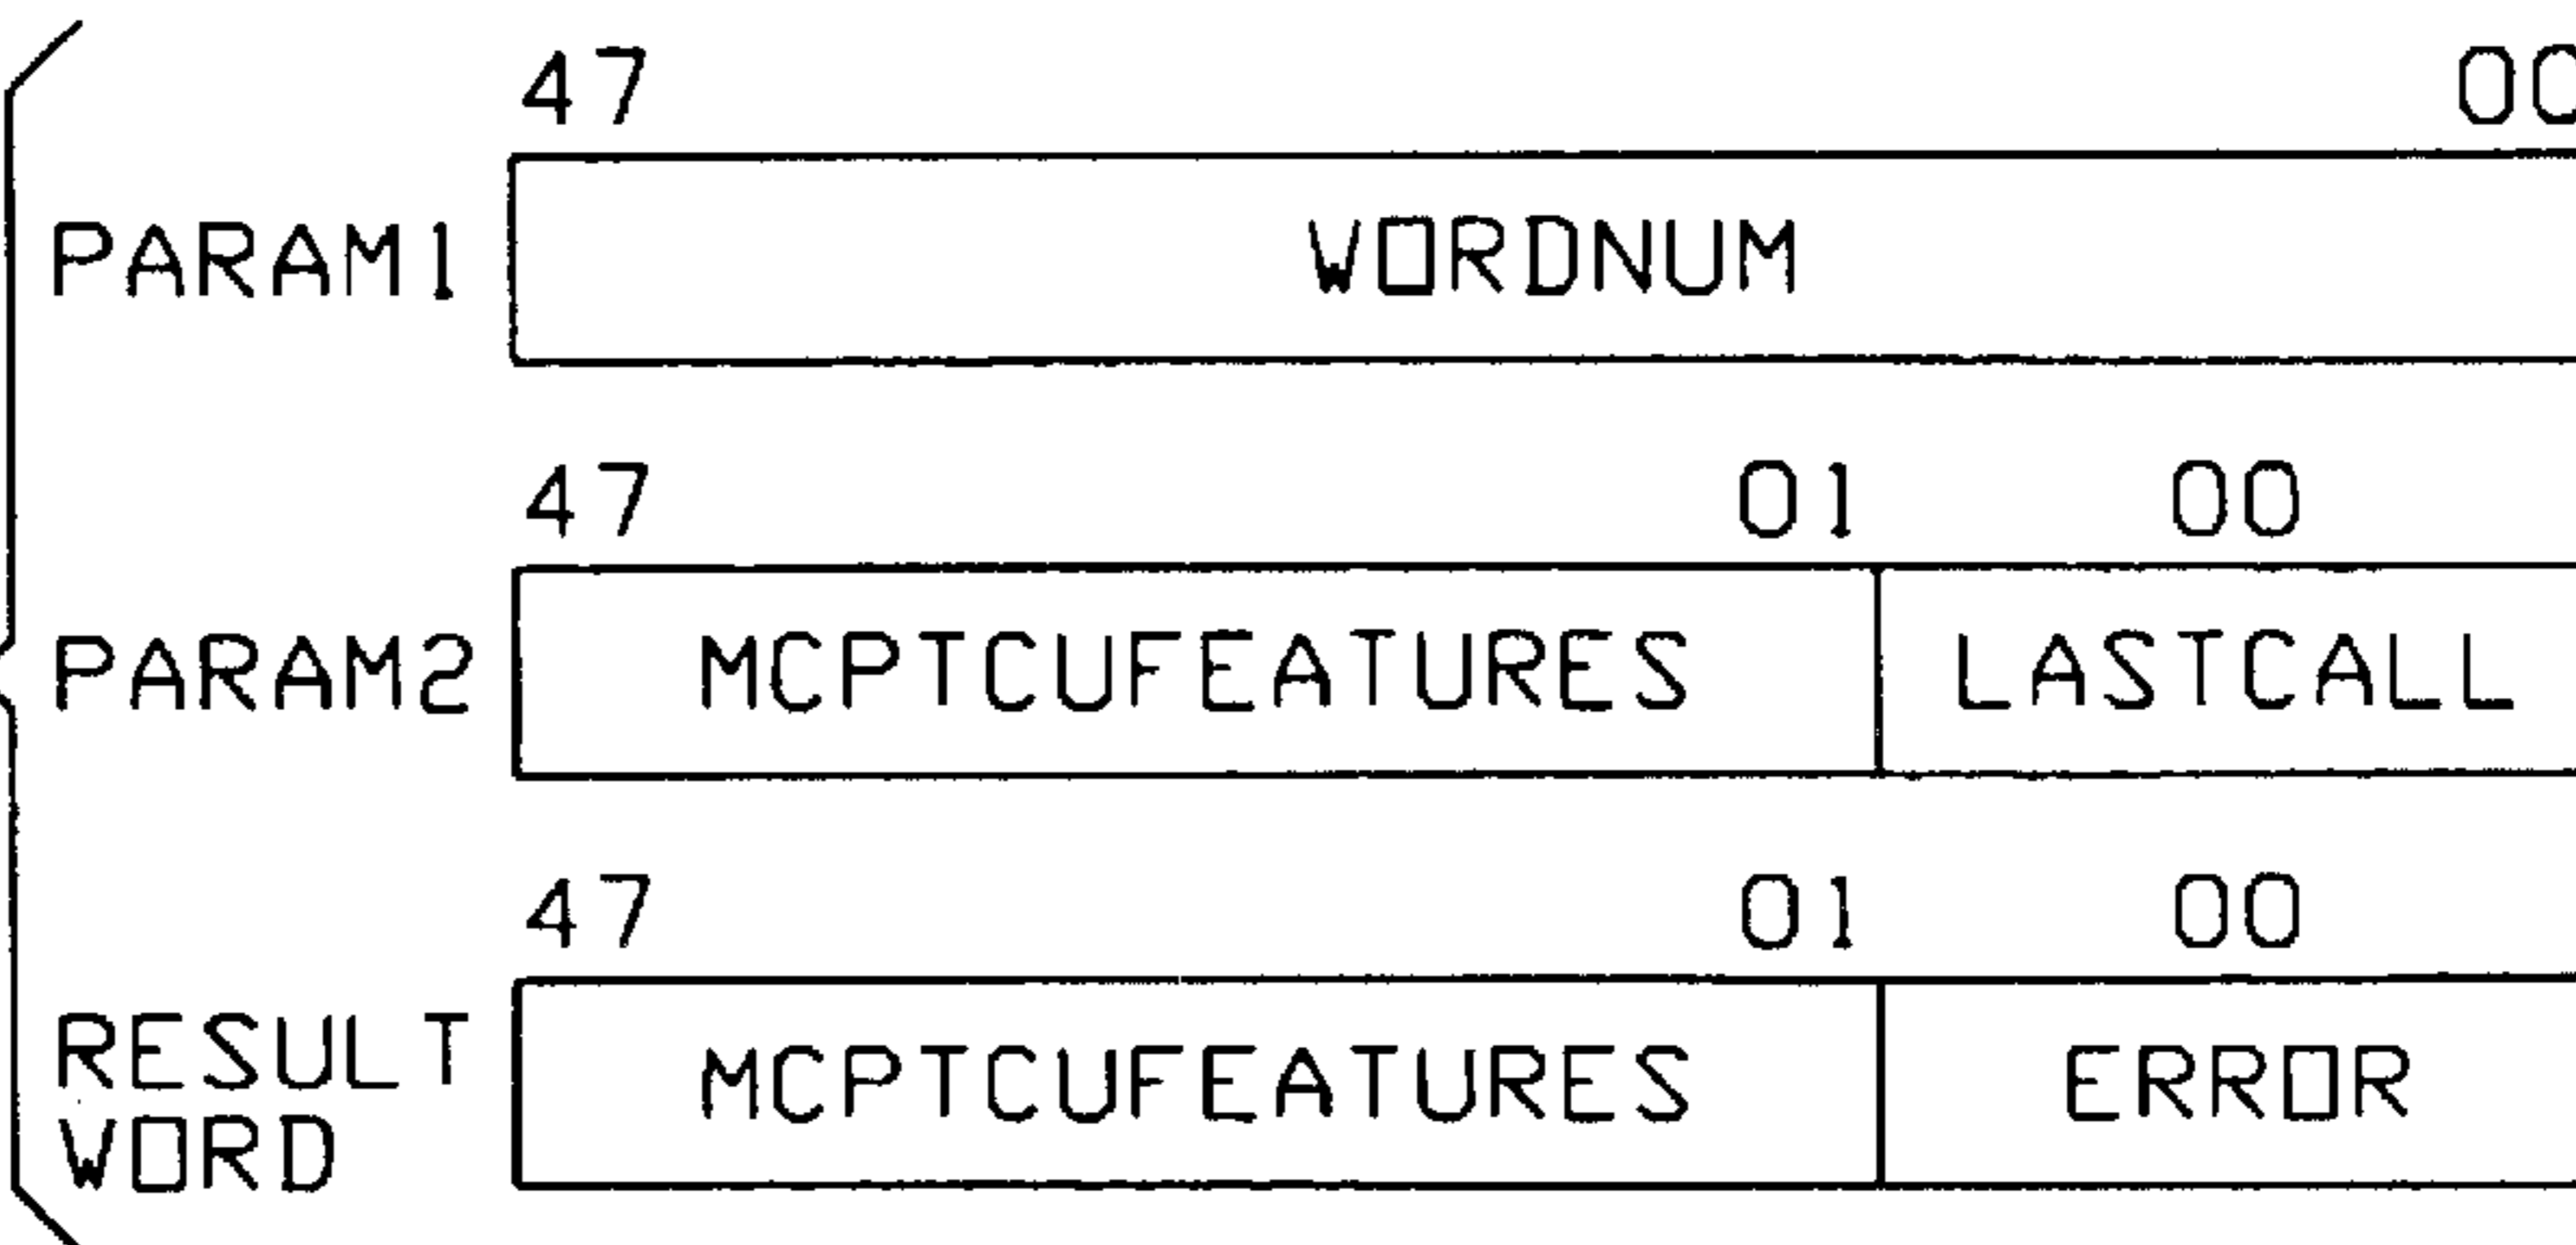 47 00
PARAM1 WORDNUM
47 01 00
PARAM2 MCPTCUFEATURES LASTCALL
47 01 00
RESULT
WORD MCPTCUFEATURES ERROR